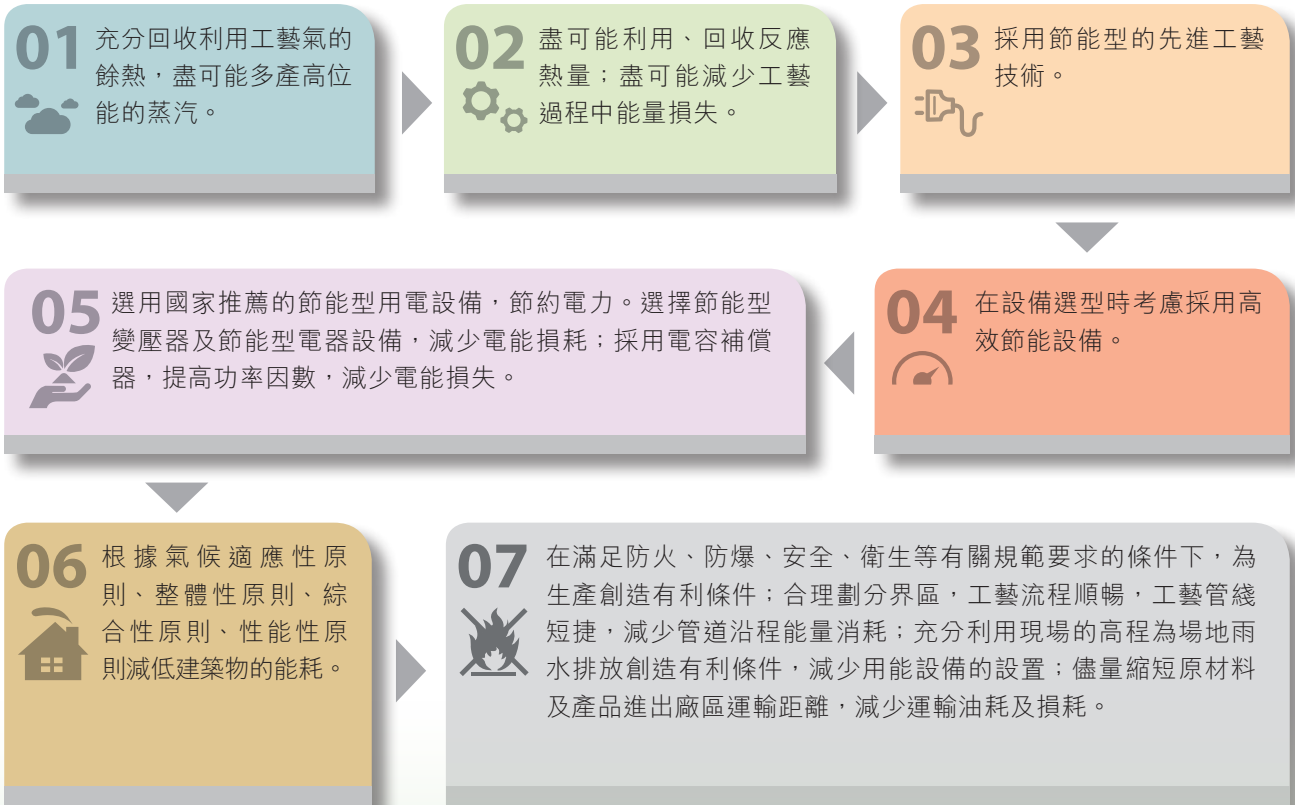 01
充分回收利用工藝氣的
餘熱，盡可能多產高位
能的蒸汽。
02
盡可能利用、回收反應
熱量；盡可能減少工藝
過程中能量損失。
03
採用節能型的先進工藝
技術。
04
在設備選型時考慮採用高
效節能設備。
05
選用國家推薦的節能型用電設備，節約電力。選擇節能型
變壓器及節能型電器設備，減少電能損耗；採用電容補償
器，提高功率因數，減少電能損失。
06
根據氣候適應性原
則、整體性原則、綜
合性原則、性能性原
則減低建築物的能耗。
07
在滿足防火、防爆、安全、衛生等有關規範要求的條件下，為
生產創造有利條件；合理劃分界區，工藝流程順暢，工藝管綫
短捷，減少管道沿程能量消耗；充分利用現場的高程為場地雨
水排放創造有利條件，減少用能設備的設置；儘量縮短原材料
及產品進出廠區運輸距離，減少運輸油耗及損耗。